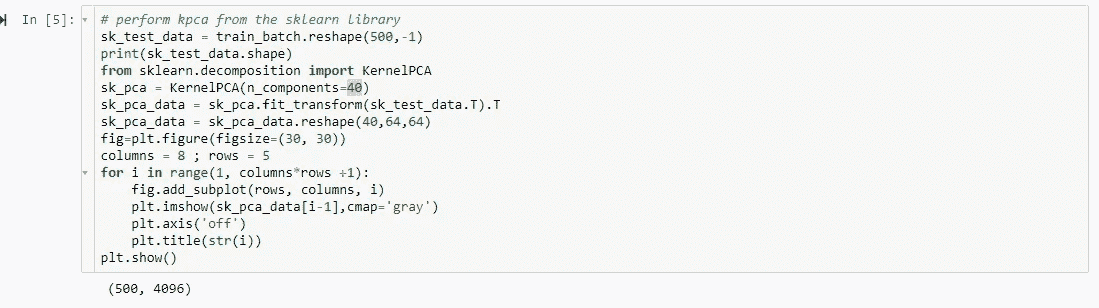 In [5]:
# perform kpca from the sklearn library
sk_test_data = train_batch.reshape(500,-1)
print(sk_test_data.shape)
from sklearn.decomposition import KernelPCA
sk_pca = KernelPCA(n_components=40)
sk_pca_data = sk_pca.fit_transform(sk_test_data.T).T
sk_pca_data = sk_pca_data.reshape(40,64,64)
fig=plt.figure(figsize=(30, 30))
columns = 8 ; rows = 5
for i in range(1, columns*rows +1):
    fig.add_subplot(rows, columns, i)
    plt.imshow(sk_pca_data[i-1],cmap='gray')
    plt.axis('off')
    plt.title(str(i))
plt.show()
(500, 4096)